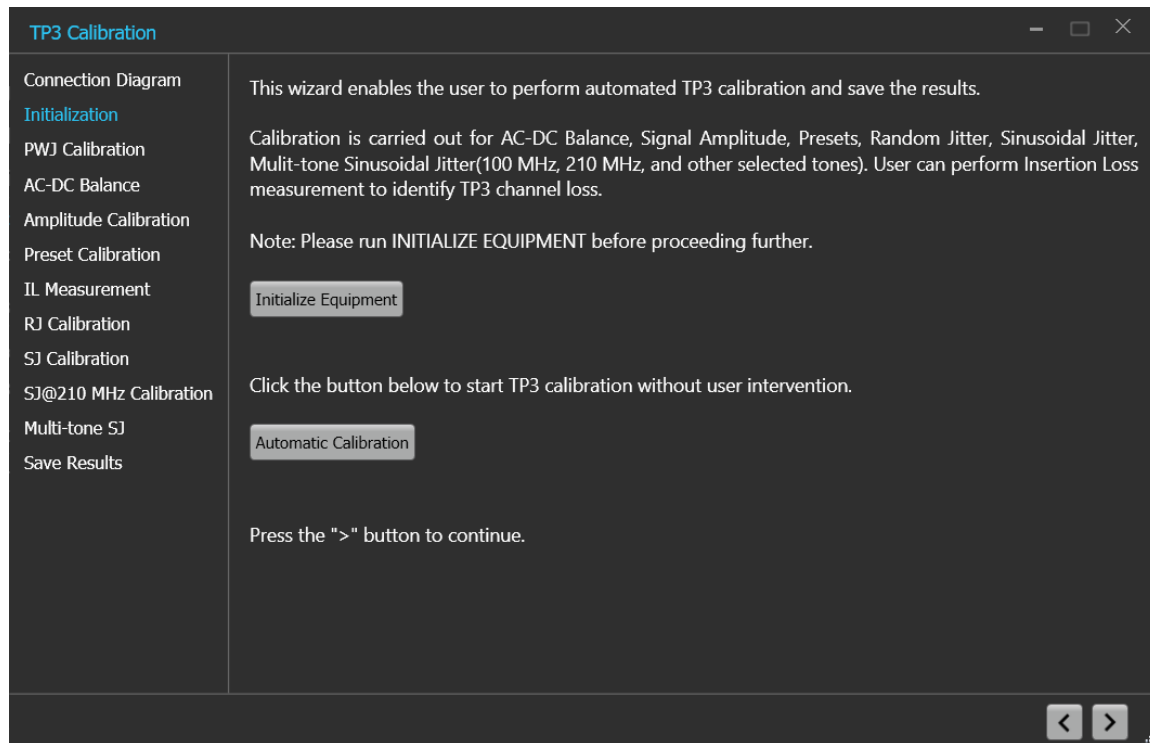 TP3 Calibration
Connection Diagram
Initialization
PWJ Calibration
AC-DC Balance
Amplitude Calibration
Preset Calibration
IL Measurement
RJ Calibration
SJ Calibration
SJ@210 MHz Calibration
Multi-tone SJ
Save Results
This wizard enables the user to perform automated TP3 calibration and save the results.
Calibration is carried out for AC-DC Balance, Signal Amplitude, Presets, Random Jitter, Sinusoidal Jitter,
Mulit-tone Sinusoidal Jitter(100 MHz, 210 MHz, and other selected tones). User can perform Insertion Loss
measurement to identify TP3 channel loss.
Note: Please run INITIALIZE EQUIPMENT before proceeding further.
Initialize Equipment
Click the button below to start TP3 calibration without user intervention.
Automatic Calibration
Press the ">" button to continue.